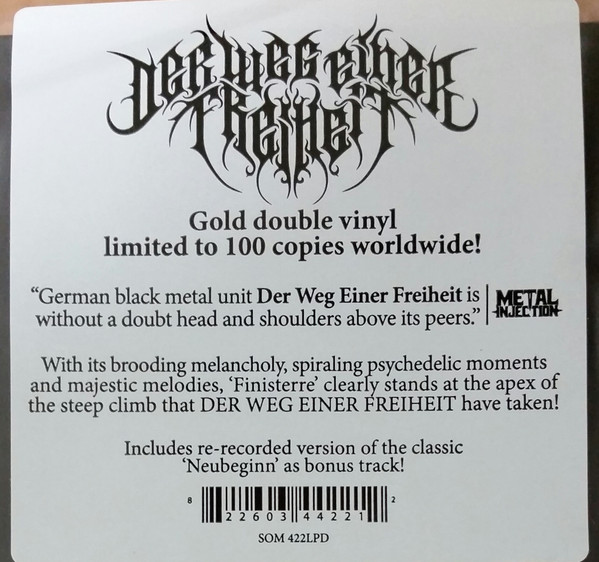 DER WEG EINER
FREIHEIT
Gold double vinyl
limited to 100 copies worldwide!
“German black metal unit Der Weg Einer Freiheit is
without a doubt head and shoulders above its peers.”
METAL
INJECTION
With its brooding melancholy, spiraling psychedelic moments
and majestic melodies, ‘Finisterre’ clearly stands at the apex of
the steep climb that DER WEG EINER FREIHEIT have taken!
Includes re-recorded version of the classic
‘Neubeginn’ as bonus track!
8 22603 44221 2
SOM 422LPD